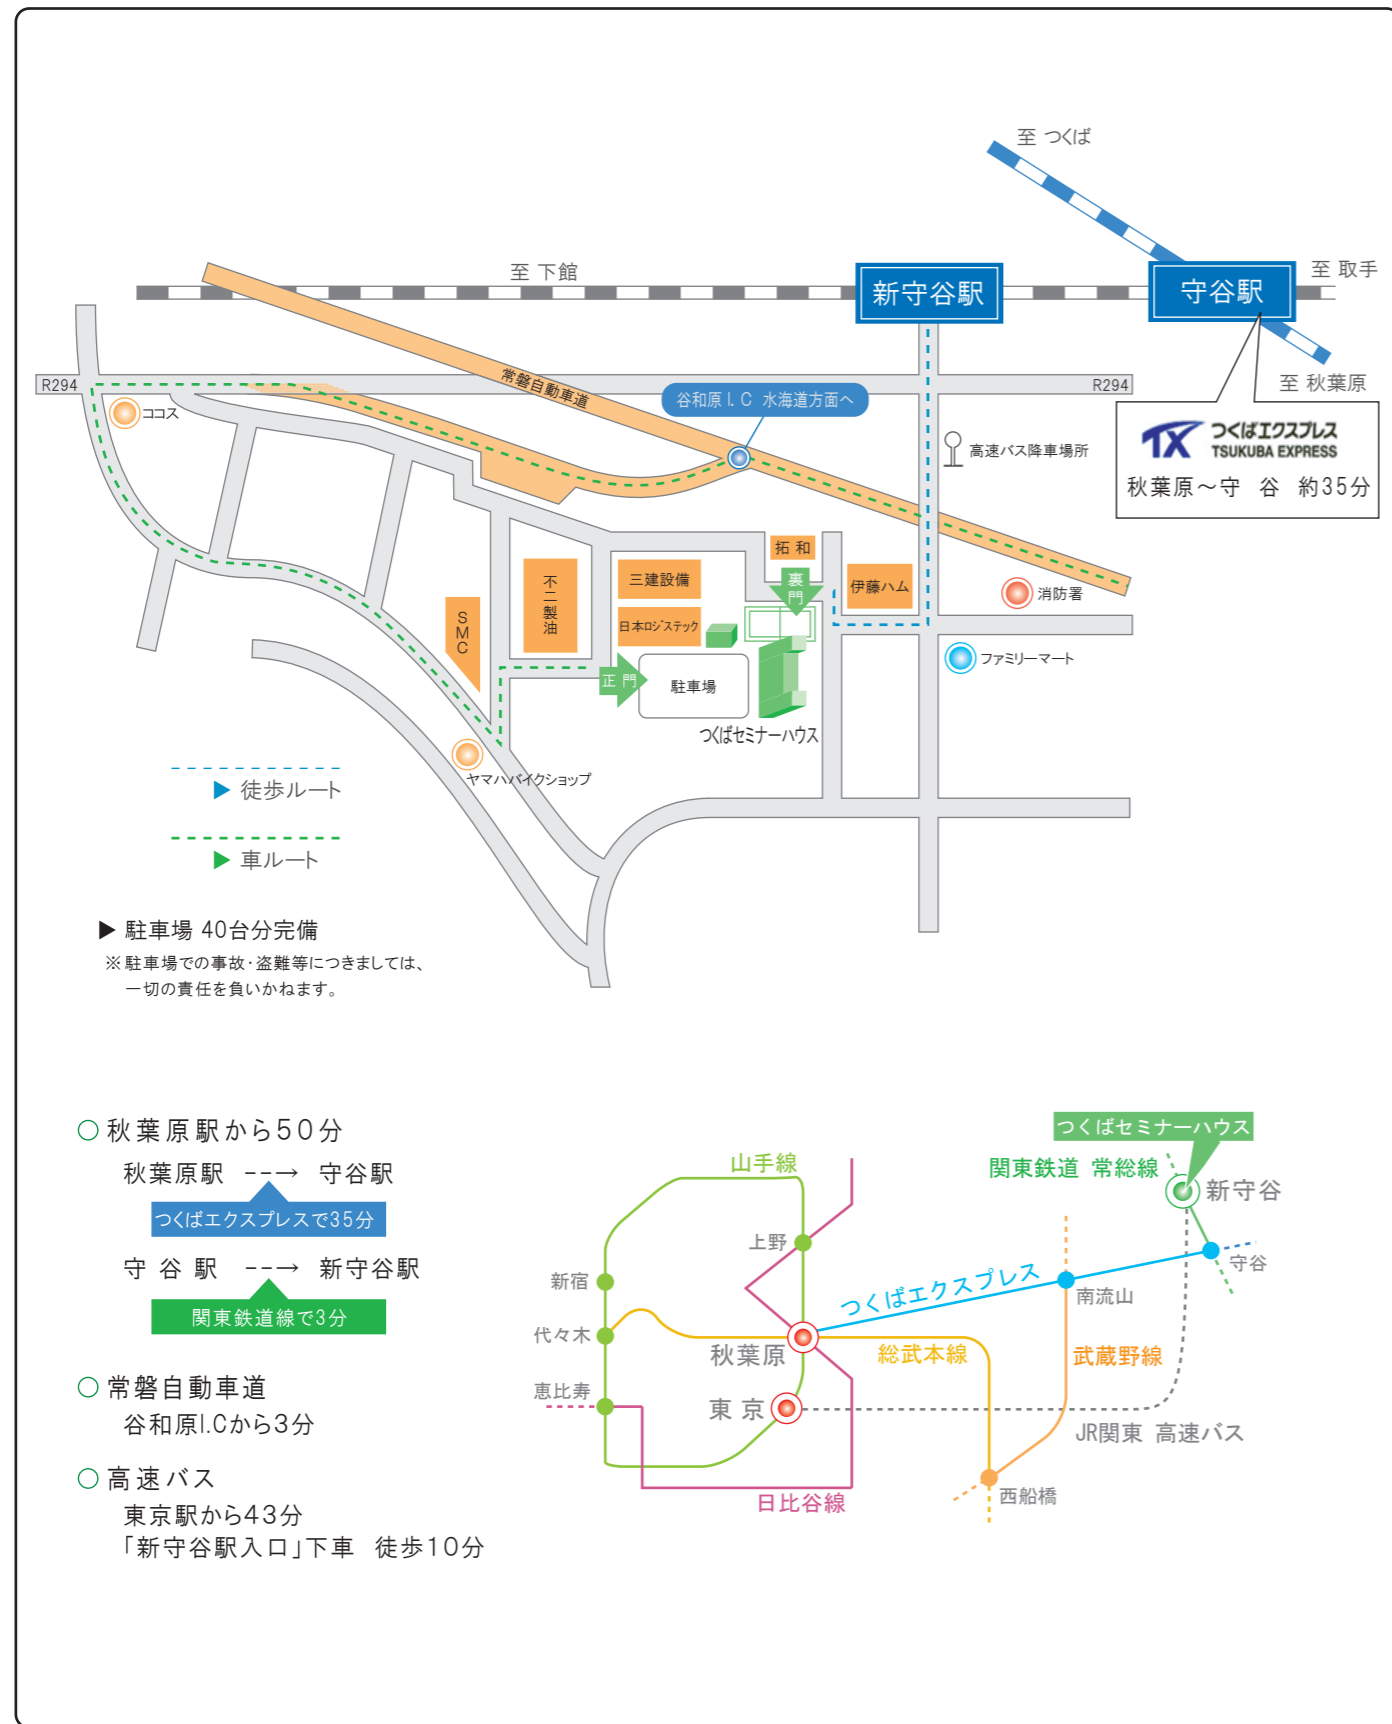 至 つくば
至 下館
新守谷駅
守谷駅
至 取手
R294
常磐自動車道
谷和原 I. C 水海道方面へ
R294
至 秋葉原
ココス
高速バス降車場所
TX つくばエクスプレス
TSUKUBA EXPRESS
秋葉原～守 谷 約35分
拓 和
不二製油
三建設備
裏門
伊藤ハム
消防署
SMC
日本ロジステック
ファミリーマート
正 門
駐車場
つくばセミナーハウス
ヤマハバイクショップ
▶ 徒歩ルート
▶ 車ルート
▶ 駐車場 40台分完備
※駐車場での事故・盗難等につきましては、
一切の責任を負いかねます。
○ 秋葉原駅から50分
秋葉原駅 --→ 守谷駅
つくばエクスプレスで35分
守 谷 駅 --→ 新守谷駅
関東鉄道線で3分
○ 常磐自動車道
谷和原I.Cから3分
○ 高速バス
東京駅から43分
「新守谷駅入口」下車 徒歩10分
つくばセミナーハウス
山手線
関東鉄道 常総線
新守谷
上野
守谷
新宿
つくばエクスプレス
南流山
代々木
秋葉原
総武本線
武蔵野線
恵比寿
東 京
JR関東 高速バス
日比谷線
西船橋